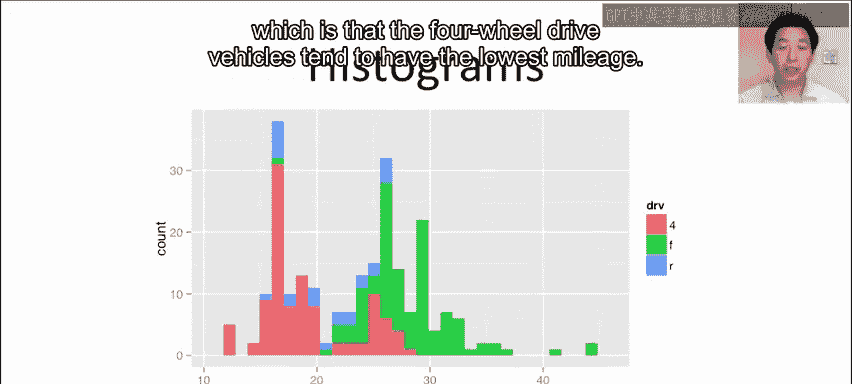 which is that the four-wheel drive
vehicles tend to have the lowest mileage.
Histograms
30
20
10
0
count
10 20 30 40
drv
4
f
r